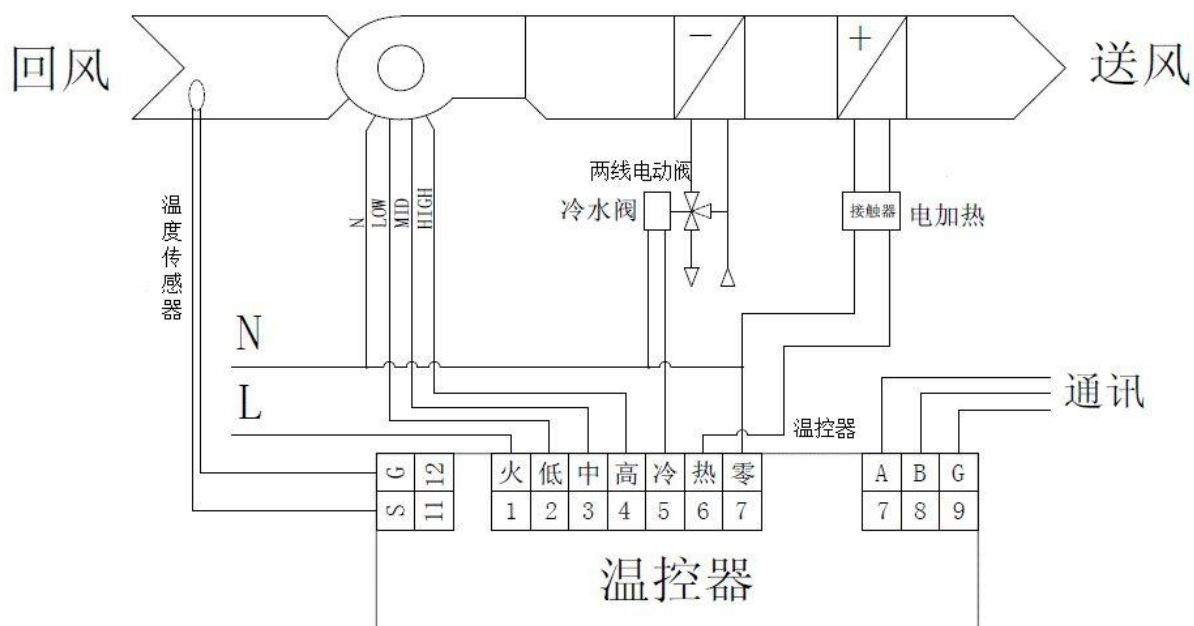 回风
送风
−
+
温度传感器
N
LOW
MID
HIGH
两线电动阀
冷水阀
接触器
电加热
N
L
通讯
温控器
G 12
S 11
火 低 中 高 冷 热 零
1 2 3 4 5 6 7
A B G
7 8 9
温控器